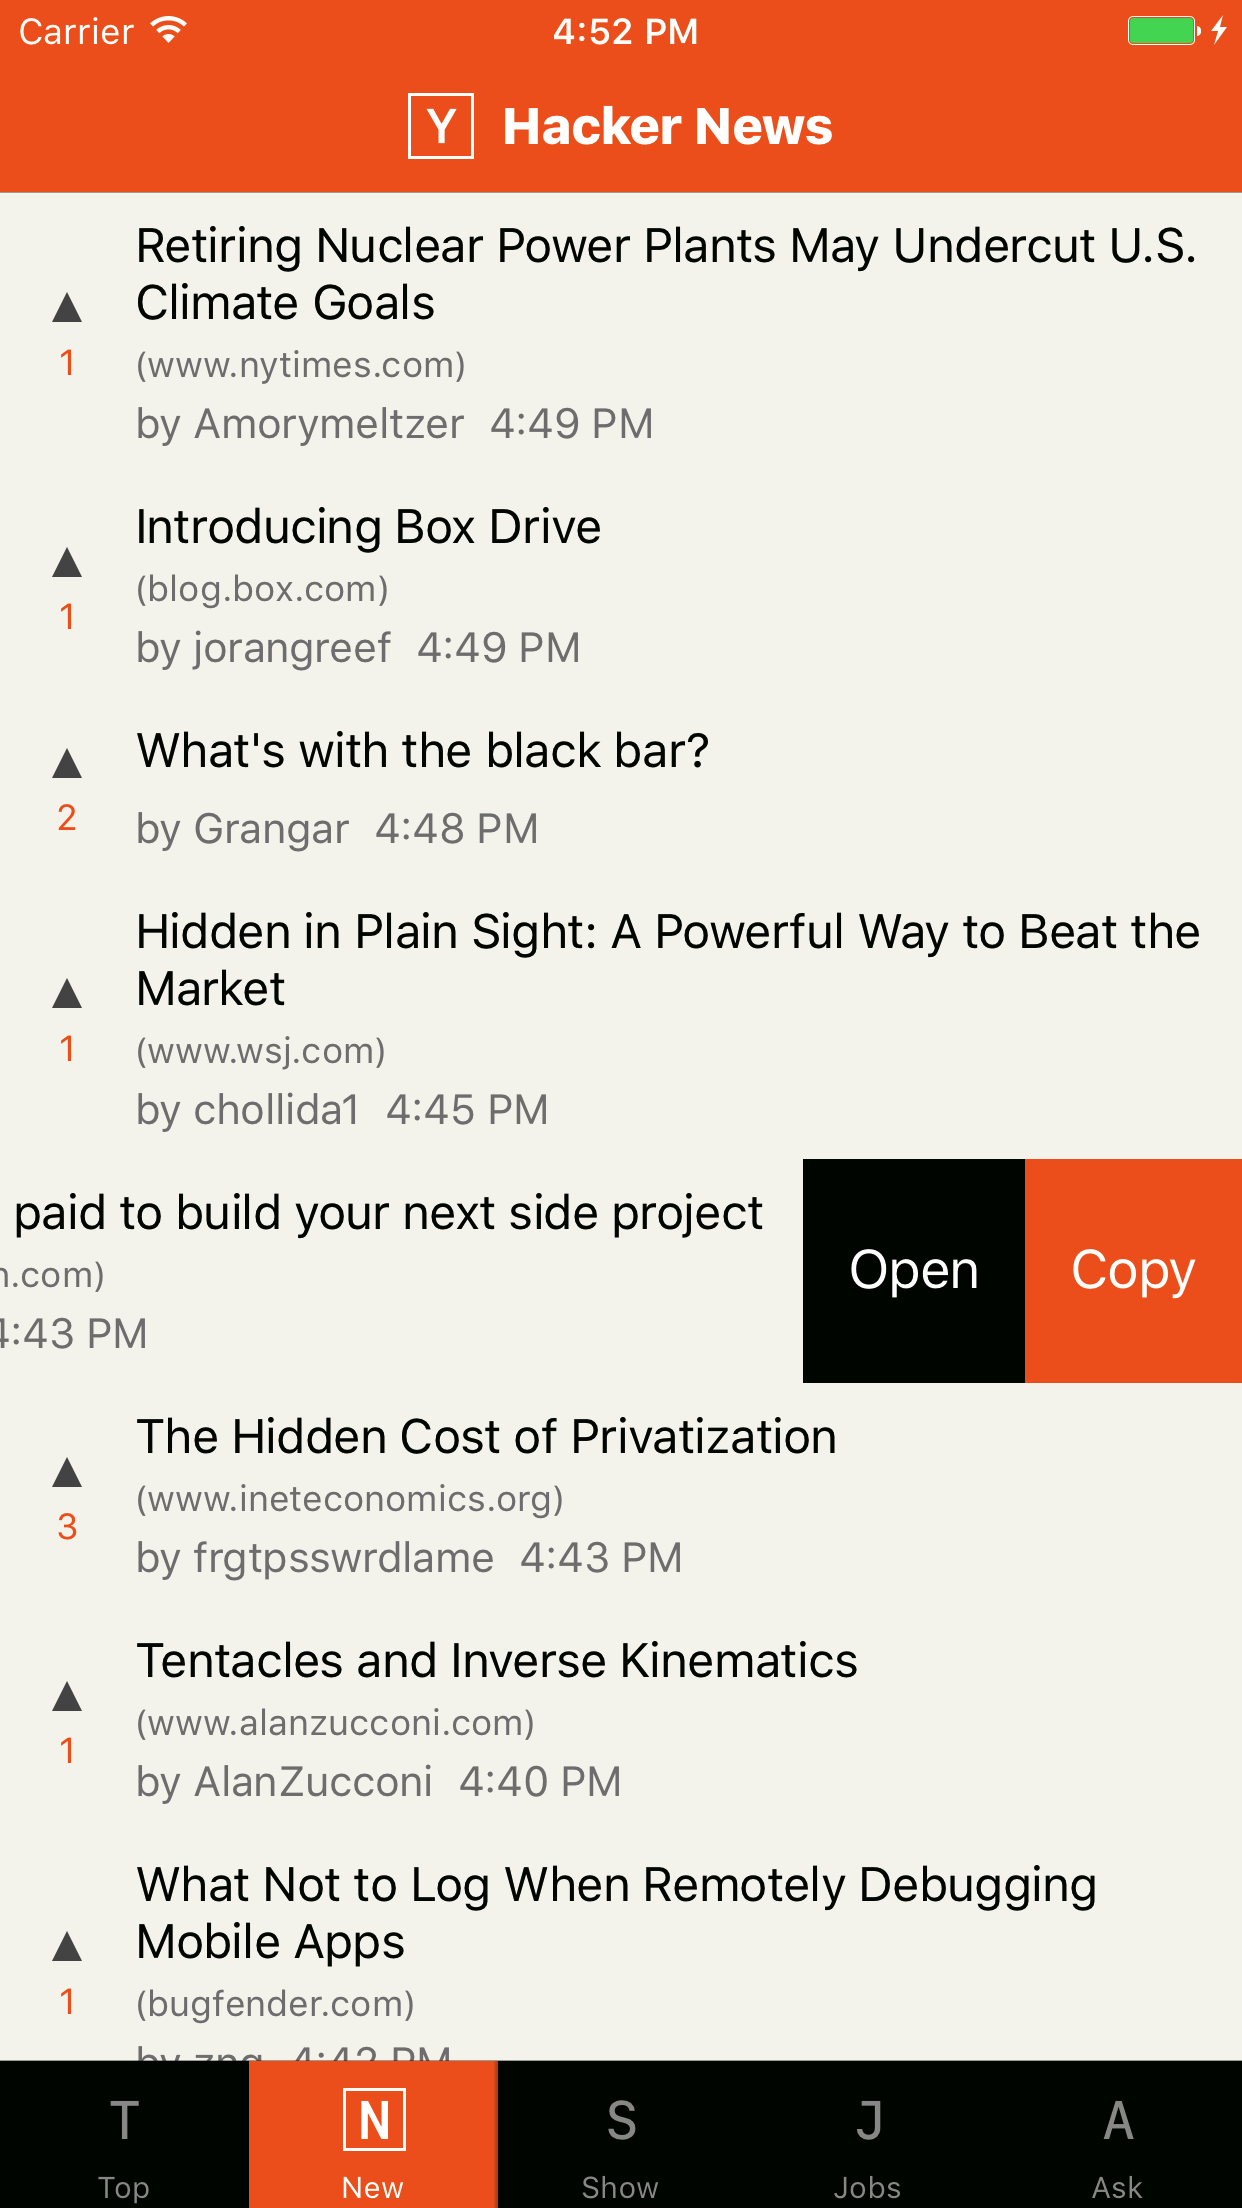 Carrier 4:52 PM
Y Hacker News
Retiring Nuclear Power Plants May Undercut U.S.
Climate Goals
1
(www.nytimes.com)
by Amorymeltzer 4:49 PM
Introducing Box Drive
(blog.box.com)
1
by jorangreef 4:49 PM
What's with the black bar?
2
by Grangar 4:48 PM
Hidden in Plain Sight: A Powerful Way to Beat the
Market
1
(www.wsj.com)
by chollida1 4:45 PM
paid to build your next side project
n.com)
4:43 PM
Open
Copy
The Hidden Cost of Privatization
(www.ineteconomics.org)
3
by frgtpsswrdlame 4:43 PM
Tentacles and Inverse Kinematics
(www.alanzucconi.com)
1
by AlanZucconi 4:40 PM
What Not to Log When Remotely Debugging
Mobile Apps
1
(bugfender.com)
by zng 4:42 PM
T N S J A
Top New Show Jobs Ask